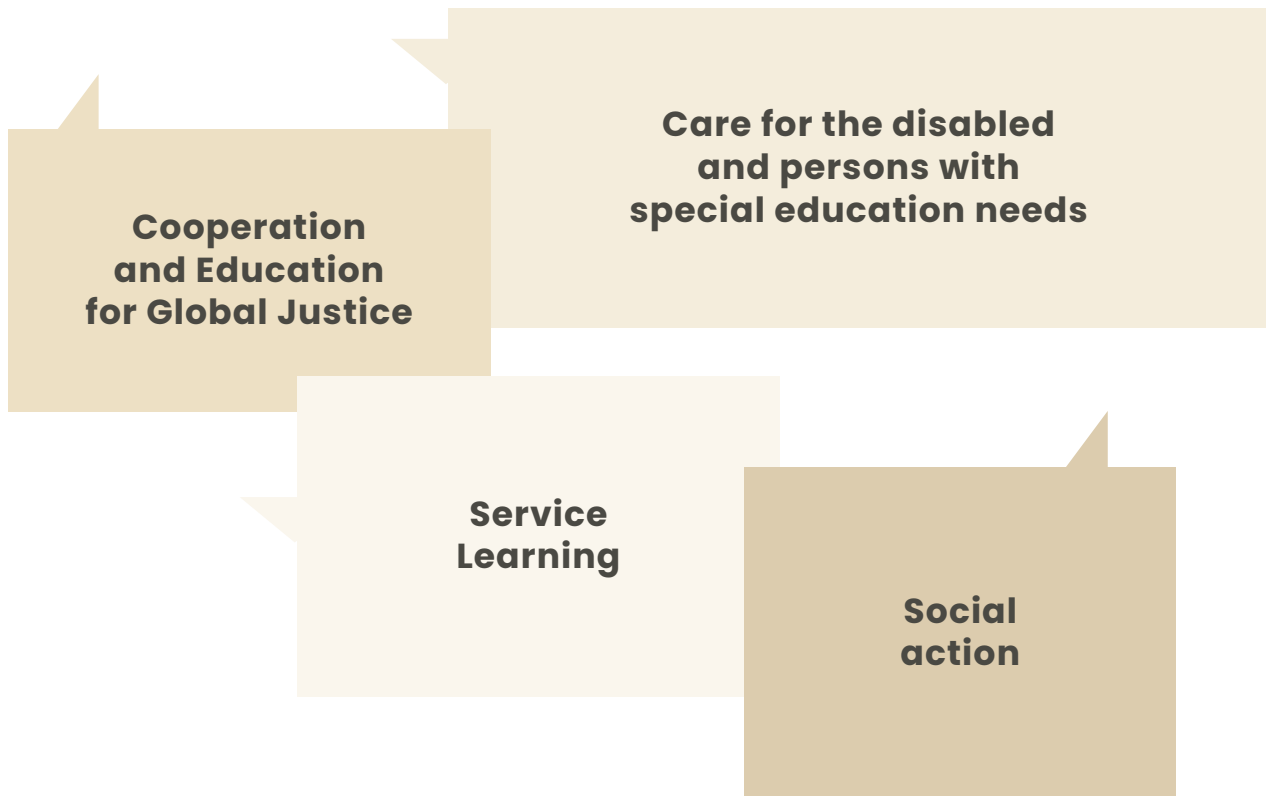 Care for the disabled
and persons with
special education needs
Cooperation
and Education
for Global Justice
Service
Learning
Social
action